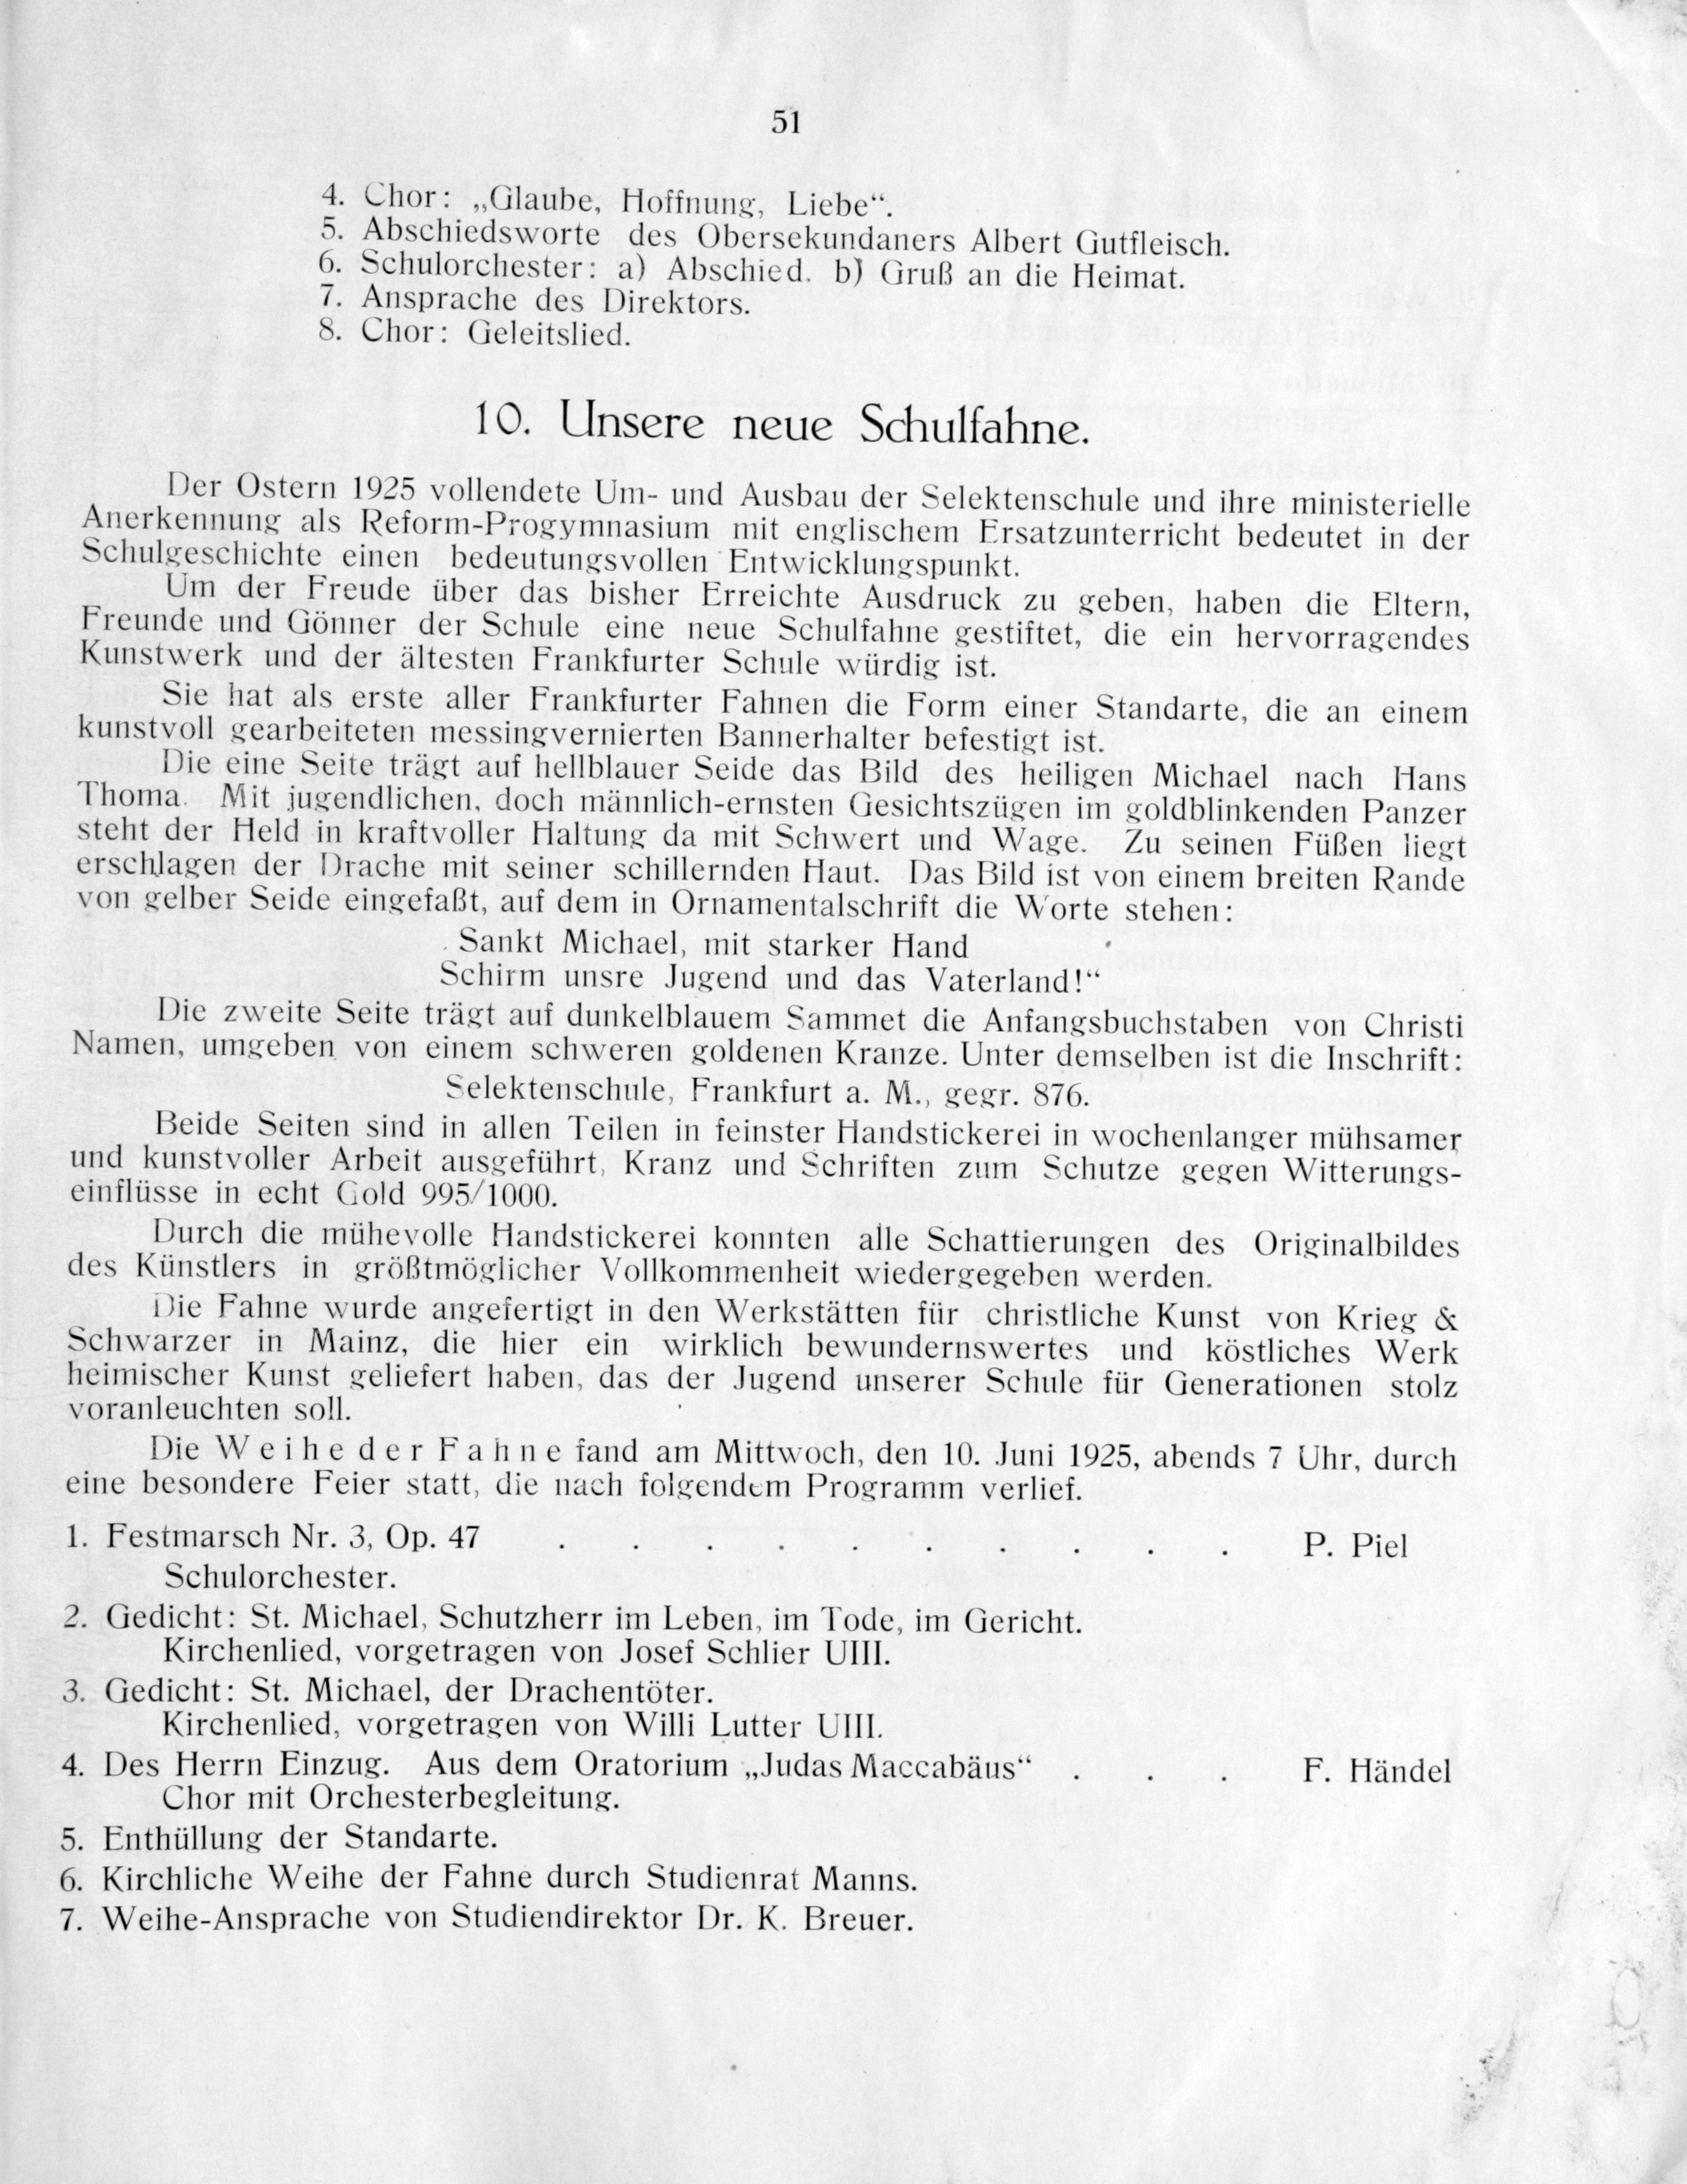 51
4. Chor: „Glaube, Hoffnung, Liebe“.
5. Abschiedsworte des Obersekundaners Albert Gutfleisch.
6. Schulorchester: a) Abschied. b) Gruß an die Heimat.
7. Ansprache des Direktors.
8. Chor: Geleitslied.
10. Unsere neue Schulfahne.
Der Ostern 1925 vollendete Um- und Ausbau der Selektenschule und ihre ministerielle
Anerkennung als Reform-Progymnasium mit englischem Ersatzunterricht bedeutet in der
Schulgeschichte einen bedeutungsvollen Entwicklungspunkt.
Um der Freude über das bisher Erreichte Ausdruck zu geben, haben die Eltern,
Freunde und Gönner der Schule eine neue Schulfahne gestiftet, die ein hervorragendes
Kunstwerk und der ältesten Frankfurter Schule würdig ist.
Sie hat als erste aller Frankfurter Fahnen die Form einer Standarte, die an einem
kunstvoll gearbeiteten messingvernierten Bannerhalter befestigt ist.
Die eine Seite trägt auf hellblauer Seide das Bild des heiligen Michael nach Hans
Thoma. Mit jugendlichen, doch männlich-ernsten Gesichtszügen im goldblinkenden Panzer
steht der Held in kraftvoller Haltung da mit Schwert und Wage. Zu seinen Füßen liegt
erschlagen der Drache mit seiner schillernden Haut. Das Bild ist von einem breiten Rande
von gelber Seide eingefaßt, auf dem in Ornamentalschrift die Worte stehen:
Sankt Michael, mit starker Hand
Schirm unsre Jugend und das Vaterland!“
Die zweite Seite trägt auf dunkelblauem Sammet die Anfangsbuchstaben von Christi
Namen, umgeben von einem schweren goldenen Kranze. Unter demselben ist die Inschrift:
Selektenschule, Frankfurt a. M., gegr. 876.
Beide Seiten sind in allen Teilen in feinster Handstickerei in wochenlanger mühsamer
und kunstvoller Arbeit ausgeführt, Kranz und Schriften zum Schutze gegen Witterungs-
einflüsse in echt Gold 995/1000.
Durch die mühevolle Handstickerei konnten alle Schattierungen des Originalbildes
des Künstlers in größtmöglicher Vollkommenheit wiedergegeben werden.
Die Fahne wurde angefertigt in den Werkstätten für christliche Kunst von Krieg &
Schwarzer in Mainz, die hier ein wirklich bewundernswertes und köstliches Werk
heimischer Kunst geliefert haben, das der Jugend unserer Schule für Generationen stolz
voranleuchten soll.
Die Weihe der Fahne fand am Mittwoch, den 10. Juni 1925, abends 7 Uhr, durch
eine besondere Feier statt, die nach folgendem Programm verlief.
1. Festmarsch Nr. 3, Op. 47 . . . . . . . . . . P. Piel
Schulorchester.
2. Gedicht: St. Michael, Schutzherr im Leben, im Tode, im Gericht.
Kirchenlied, vorgetragen von Josef Schlier UIII.
3. Gedicht: St. Michael, der Drachentöter.
Kirchenlied, vorgetragen von Willi Lutter UIII.
4. Des Herrn Einzug. Aus dem Oratorium „Judas Maccabäus“ . . . F. Händel
Chor mit Orchesterbegleitung.
5. Enthüllung der Standarte.
6. Kirchliche Weihe der Fahne durch Studienrat Manns.
7. Weihe-Ansprache von Studiendirektor Dr. K. Breuer.